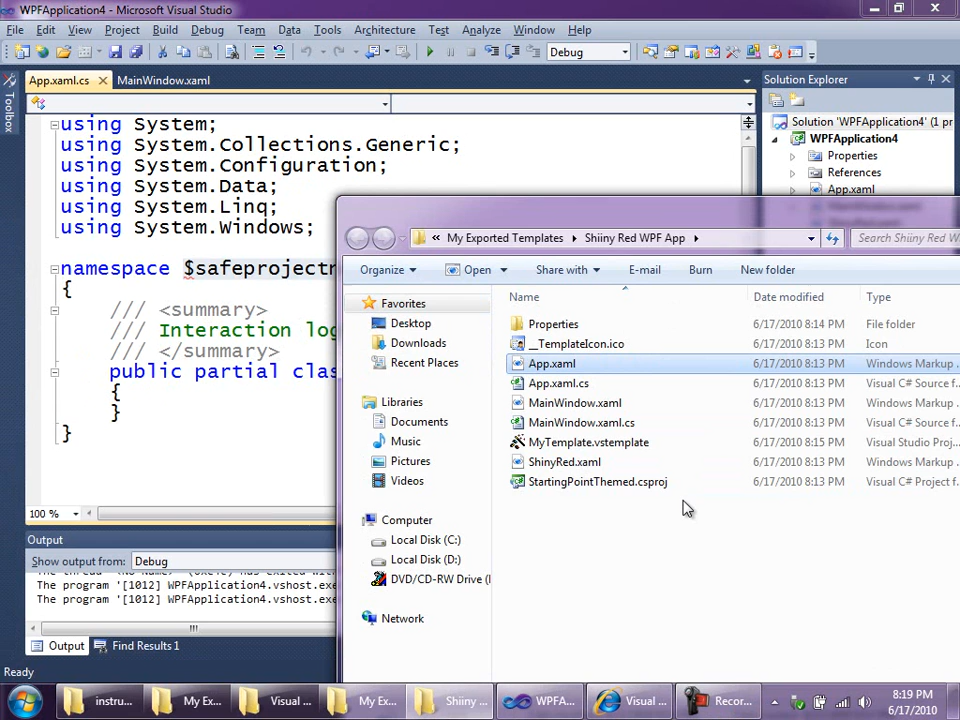 WPFApplication4 - Microsoft Visual Studio
File Edit View Project Build Debug Team Data Tools Architecture Test Analyze Window Help
Debug
App.xaml.cs
MainWindow.xaml
Solution Explorer
Toolbox
Solution 'WPFApplication4' (1 pr
WPFApplication4
Properties
References
App.xaml
using System;
using System.Collections.Generic;
using System.Configuration;
using System.Data;
using System.Linq;
using System.Windows;
namespace $safeprojectn
{
/// <summary>
/// Interaction log
/// </summary>
public partial clas
{
}
}
100 %
Output
Show output from: Debug
The program '[1012] WPFApplication4.vshost.exe
The program '[1012] WPFApplication4.vshost.exe
Output
Find Results 1
Ready
« My Exported Templates Shiiny Red WPF App
Search Shiiny Red
Organize Open Share with E-mail Burn New folder
Favorites
Desktop
Downloads
Recent Places
Libraries
Documents
Music
Pictures
Videos
Computer
Local Disk (C:)
Local Disk (D:)
DVD/CD-RW Drive (
Network
Name Date modified Type
Properties 6/17/2010 8:14 PM File folder
__TemplateIcon.ico 6/17/2010 8:13 PM Icon
App.xaml 6/17/2010 8:13 PM Windows Markup
App.xaml.cs 6/17/2010 8:13 PM Visual C# Source f
MainWindow.xaml 6/17/2010 8:13 PM Windows Markup
MainWindow.xaml.cs 6/17/2010 8:13 PM Visual C# Source f
MyTemplate.vstemplate 6/17/2010 8:15 PM Visual Studio Proj...
ShinyRed.xaml 6/17/2010 8:13 PM Windows Markup
StartingPointThemed.csproj 6/17/2010 8:13 PM Visual C# Project f
instru...
My Ex...
Visual ...
My Ex...
Shiiny ...
WPFA...
Visual ...
Recor...
8:19 PM
6/17/2010